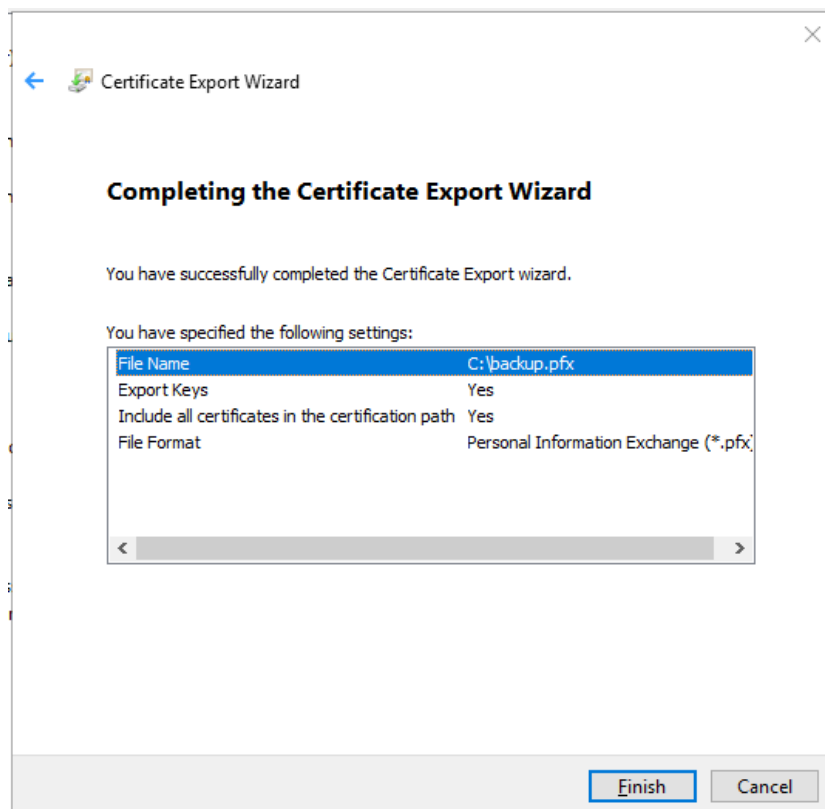 Certificate Export Wizard
Completing the Certificate Export Wizard
You have successfully completed the Certificate Export wizard.
You have specified the following settings:
File Name C:\backup.pfx
Export Keys Yes
Include all certificates in the certification path Yes
File Format Personal Information Exchange (*.pfx)
Finish Cancel